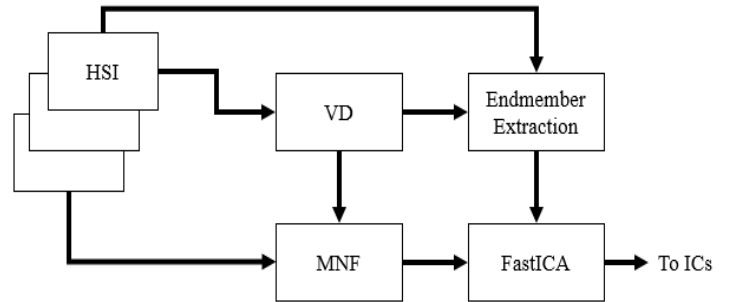 HSI
VD
Endmember
Extraction
MNF
FastICA
To ICs